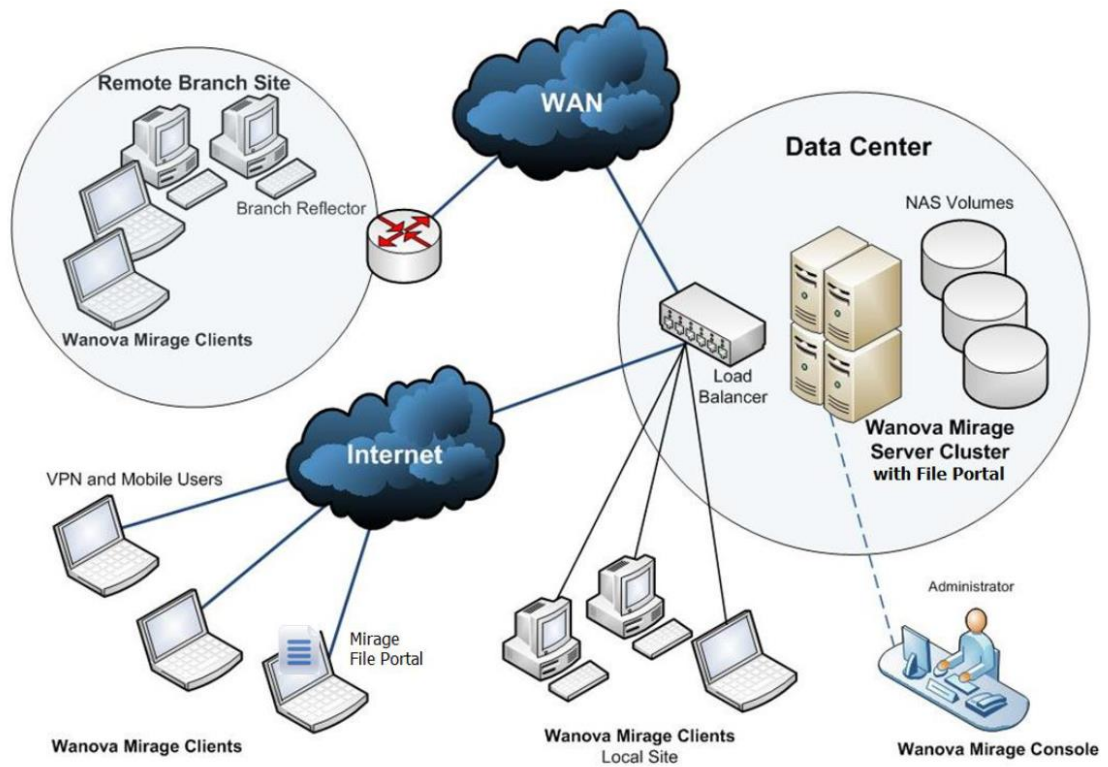 Remote Branch Site
Branch Reflector
Wanova Mirage Clients
WAN
Data Center
NAS Volumes
Load
Balancer
Wanova Mirage
Server Cluster
with File Portal
Internet
VPN and Mobile Users
Mirage
File Portal
Wanova Mirage Clients
Wanova Mirage Clients
Local Site
Administrator
Wanova Mirage Console